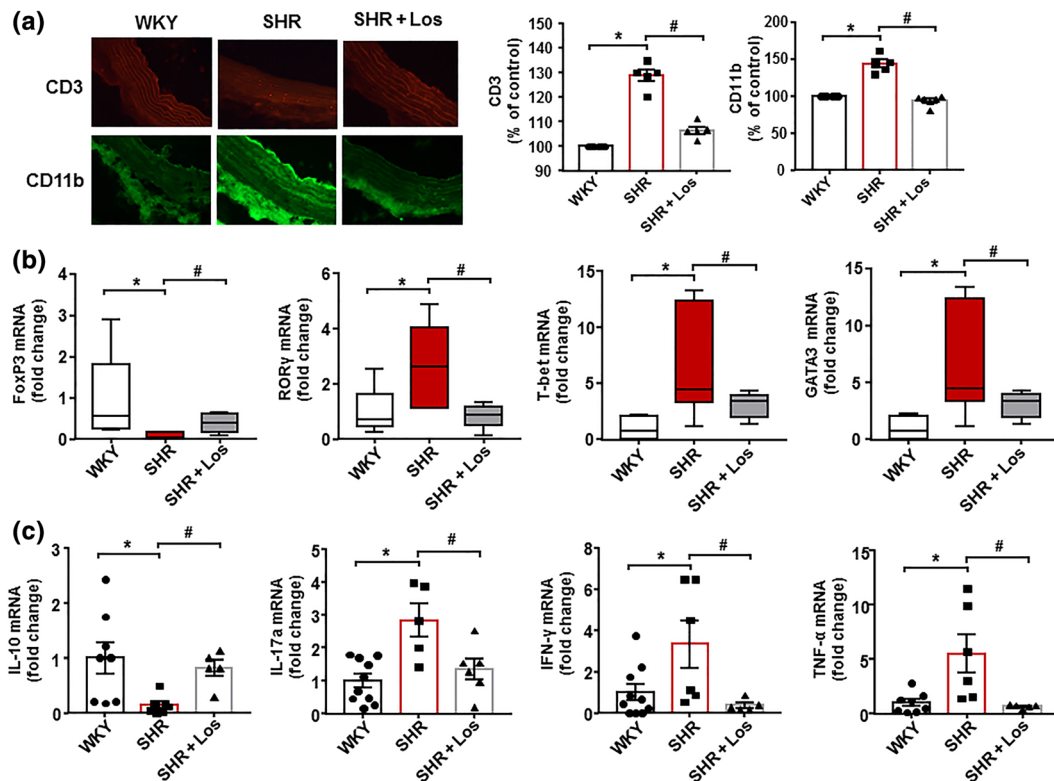 (a)
WKY SHR SHR + Los
CD3
CD11b
CD3
(% of control)
140
130
120
110
100
90
* #
WKY SHR SHR + Los
CD11b
(% of control)
200
150
100
50
0
* #
WKY SHR SHR + Los
(b)
FoxP3 mRNA
(fold change)
4
3
2
1
0
* #
WKY SHR SHR + Los
RORγ mRNA
(fold change)
6
4
2
0
* #
WKY SHR SHR + Los
T-bet mRNA
(fold change)
15
10
5
0
* #
WKY SHR SHR + Los
GATA3 mRNA
(fold change)
15
10
5
0
* #
WKY SHR SHR + Los
(c)
IL-10 mRNA
(fold change)
3
2
1
0
* #
WKY SHR SHR + Los
IL-17a mRNA
(fold change)
5
4
3
2
1
0
* #
WKY SHR SHR + Los
IFN-γ mRNA
(fold change)
8
6
4
2
0
* #
WKY SHR SHR + Los
TNF-α mRNA
(fold change)
15
10
5
0
* #
WKY SHR SHR + Los